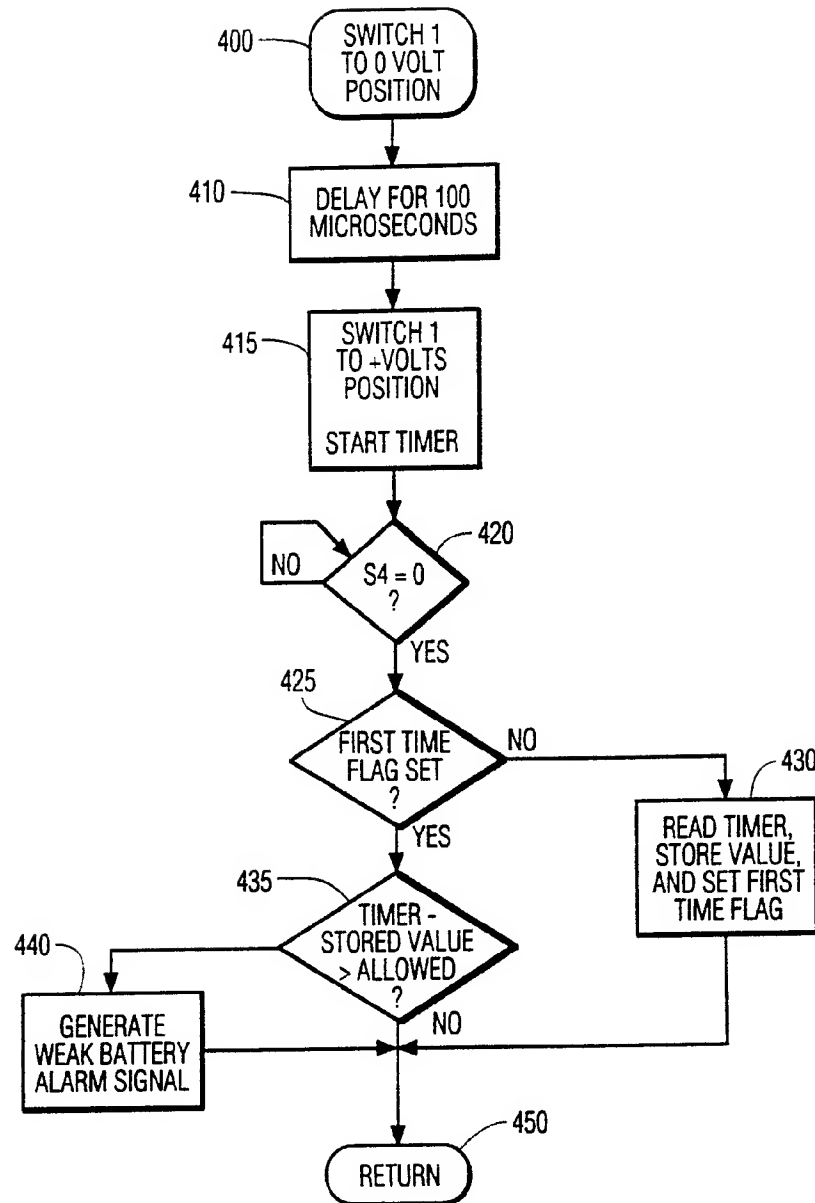 400
SWITCH 1
TO 0 VOLT
POSITION
410
DELAY FOR 100
MICROSECONDS
415
SWITCH 1
TO +VOLTS
POSITION
START TIMER
420
NO
S4 = 0
?
YES
425
FIRST TIME
FLAG SET
?
NO
YES
430
READ TIMER,
STORE VALUE,
AND SET FIRST
TIME FLAG
435
TIMER -
STORED VALUE
> ALLOWED
?
NO
440
GENERATE
WEAK BATTERY
ALARM SIGNAL
450
RETURN